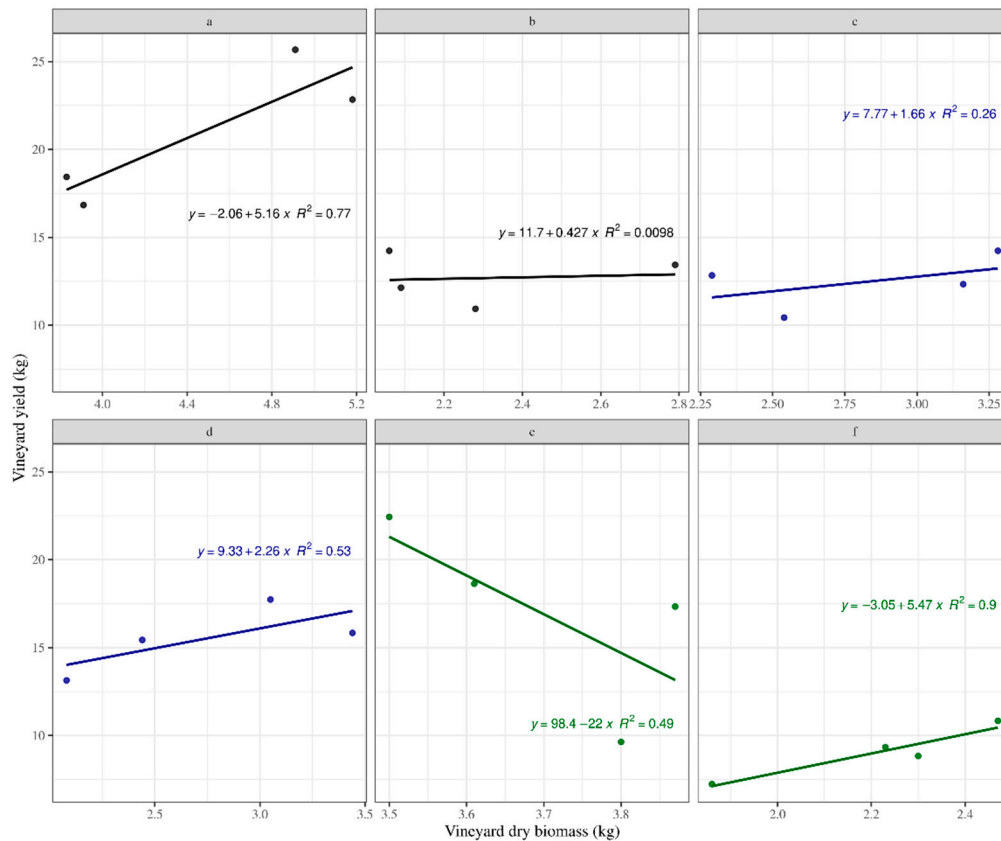 a
b
c
25
20
15
10
y = 7.77 + 1.66 x R² = 0.26
y = −2.06 + 5.16 x R² = 0.77
y = 11.7 + 0.427 x R² = 0.0098
4.0 4.4 4.8 5.2
2.2 2.4 2.6 2.8
2.25 2.50 2.75 3.00 3.25
Vineyard yield (kg)
d
e
f
25
20
15
10
y = 9.33 + 2.26 x R² = 0.53
y = −3.05 + 5.47 x R² = 0.9
y = 98.4 −22 x R² = 0.49
2.5 3.0 3.5
3.5 3.6 3.7 3.8
2.0 2.2 2.4
Vineyard dry biomass (kg)